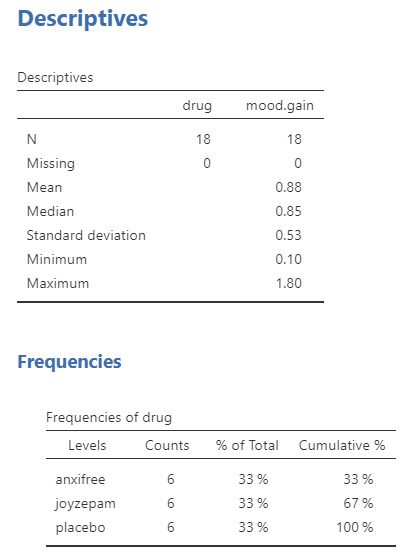 Descriptives
Descriptives
drug mood.gain
N 18 18
Missing 0 0
Mean 0.88
Median 0.85
Standard deviation 0.53
Minimum 0.10
Maximum 1.80
Frequencies
Frequencies of drug
Levels Counts % of Total Cumulative %
anxifree 6 33 % 33 %
joyzepam 6 33 % 67 %
placebo 6 33 % 100 %